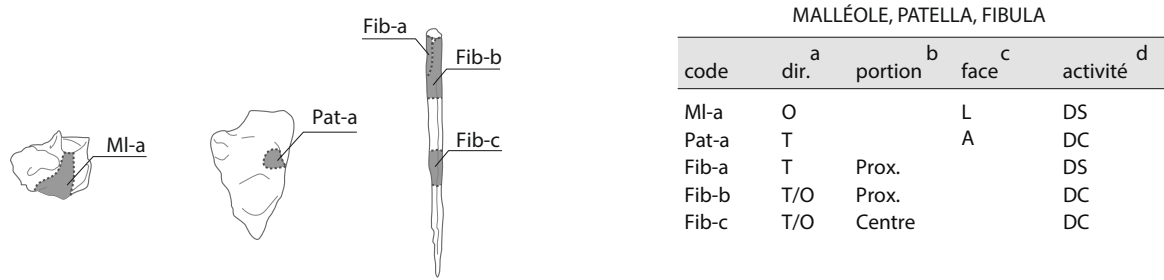 Fib-a
Fib-b
Pat-a
Ml-a
Fib-c
MALLÉOLE, PATELLA, FIBULA
code dir. a portion b face c activité d
Ml-a O L DS
Pat-a T A DC
Fib-a T Prox. DS
Fib-b T/O Prox. DC
Fib-c T/O Centre DC